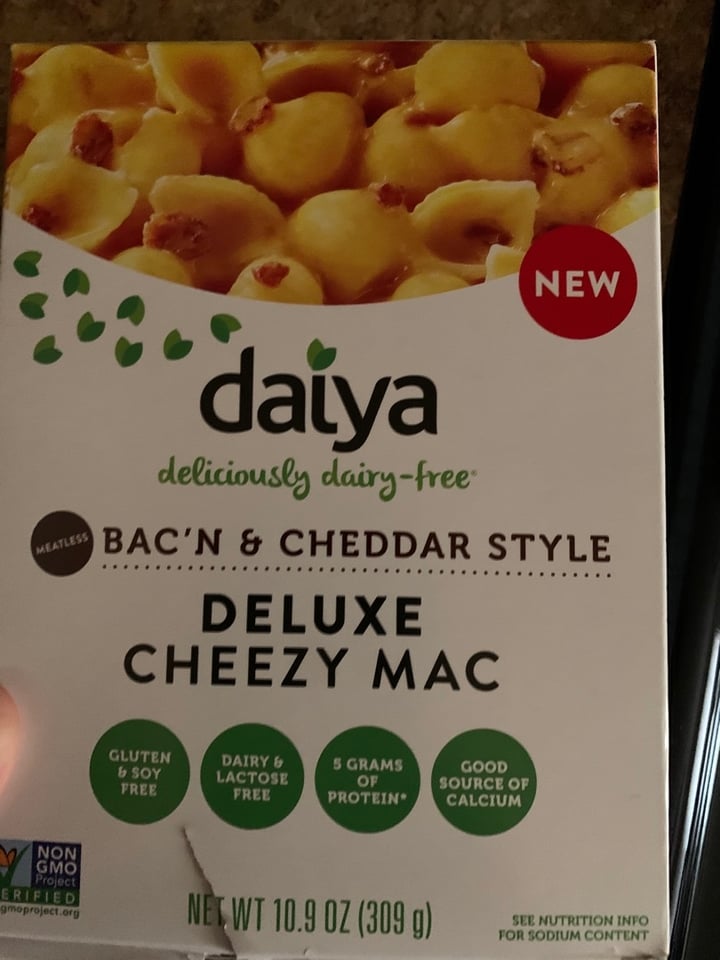 NEW
daiya
deliciously dairy-free®
MEATLESS
BAC'N & CHEDDAR STYLE
DELUXE
CHEEZY MAC
GLUTEN
& SOY
FREE
DAIRY &
LACTOSE
FREE
5 GRAMS
OF
PROTEIN*
GOOD
SOURCE OF
CALCIUM
NON
GMO
Project
ERIFIED
gmoproject.org
NET WT 10.9 OZ (309 g)
SEE NUTRITION INFO
FOR SODIUM CONTENT